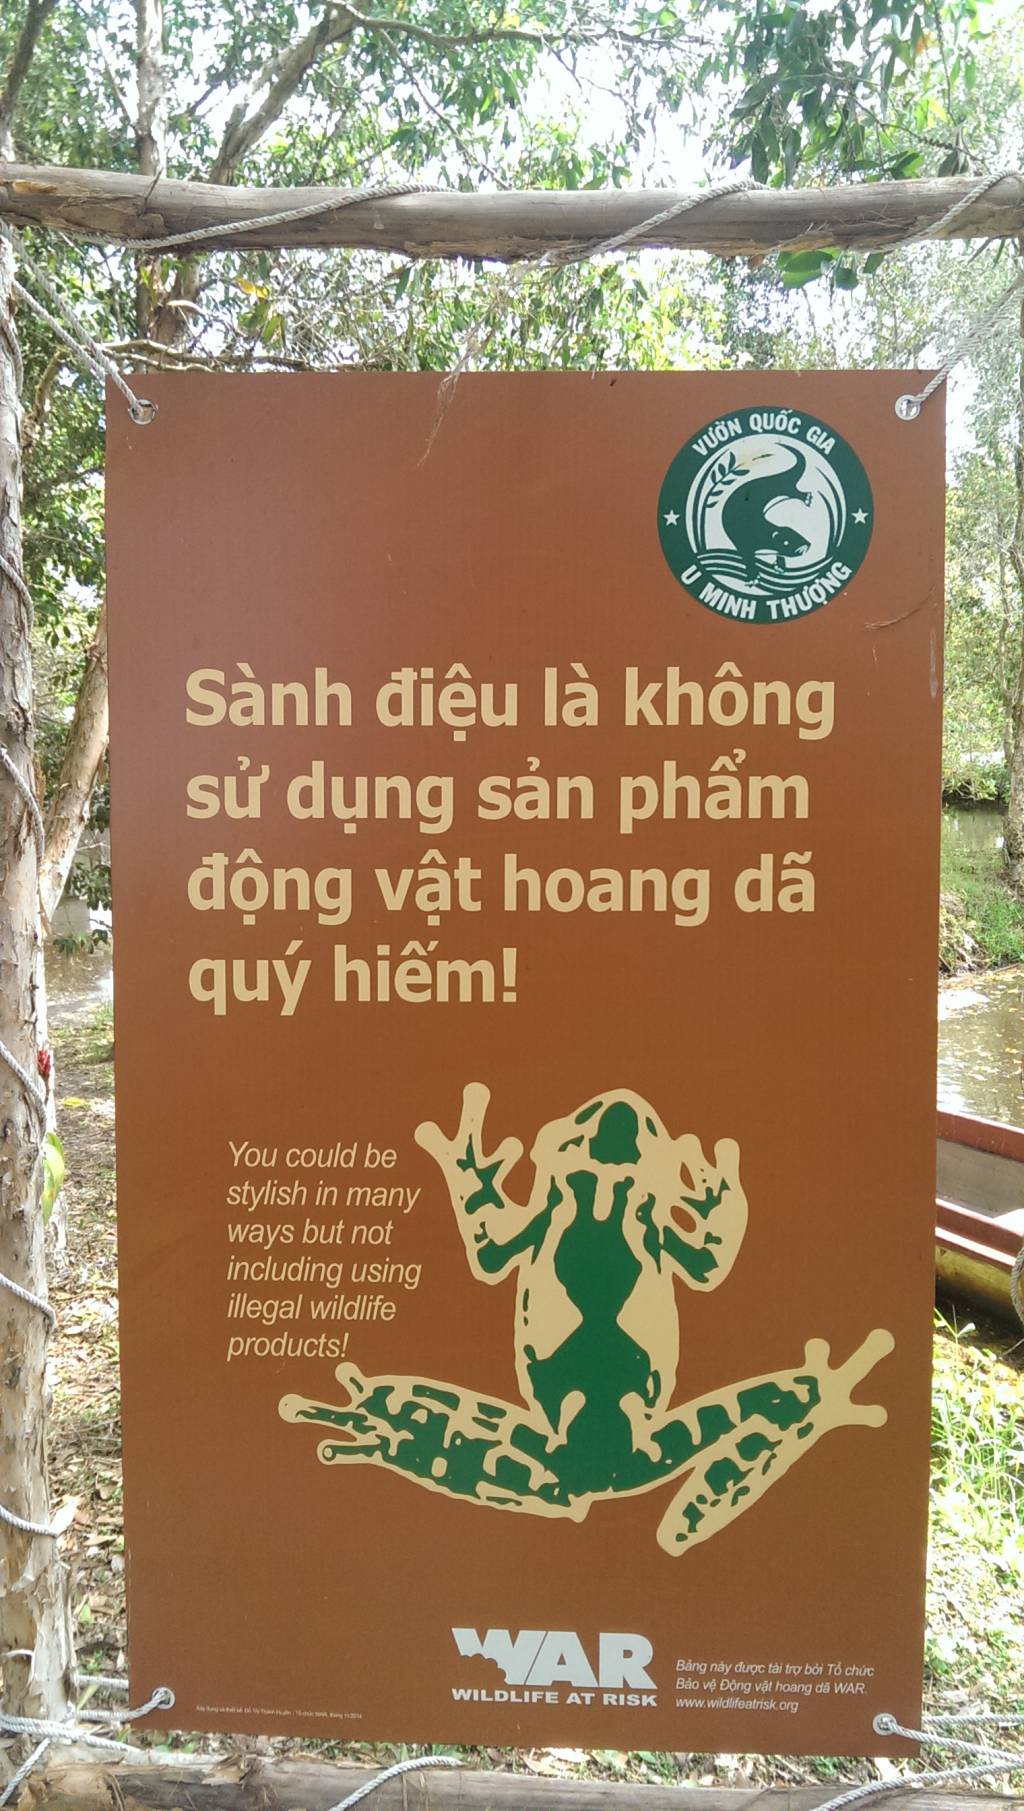 VƯỜN QUỐC GIA
U MINH THƯỢNG
Sành điệu là không
sử dụng sản phẩm
động vật hoang dã
quý hiếm!
You could be
stylish in many
ways but not
including using
illegal wildlife
products!
WAR
WILDLIFE AT RISK
Bảng này được tài trợ bởi Tổ chức
Bảo vệ Động vật hoang dã WAR.
www.wildlifeatrisk.org